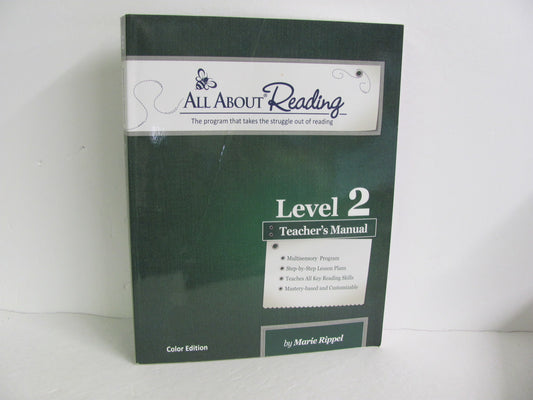 ALL ABOUT® Reading
The program that takes the struggle out of reading
Level 2
Teacher's Manual
Multisensory Program
Step-by-Step Lesson Plans
Teaches All Key Reading Skills
Mastery-based and Customizable
Color Edition
by Marie Rippel